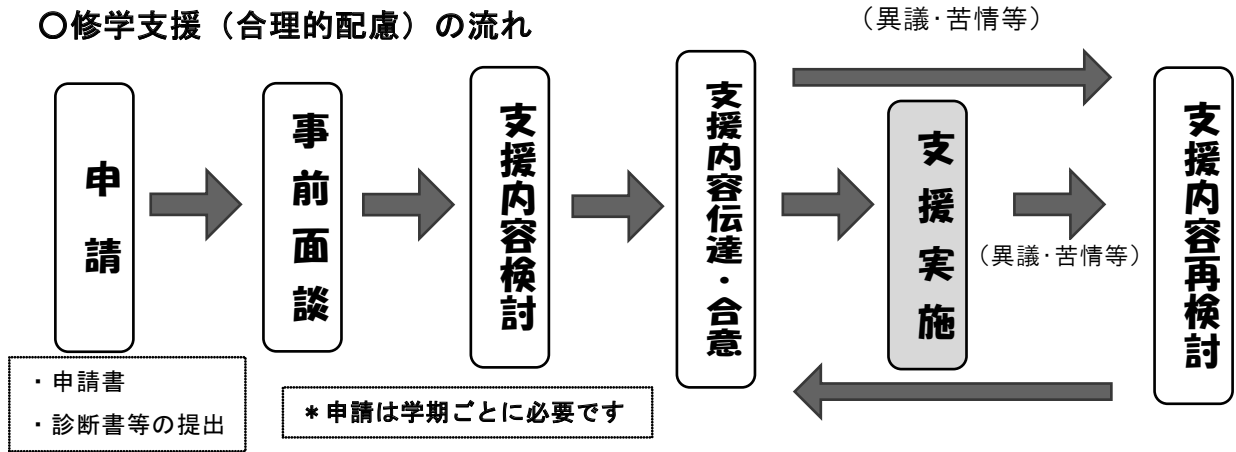 〇修学支援（合理的配慮）の流れ
（異議・苦情等）
申請
事前面談
支援内容検討
支援内容伝達・合意
支援実施
（異議・苦情等）
支援内容再検討
・申請書
・診断書等の提出
＊申請は学期ごとに必要です